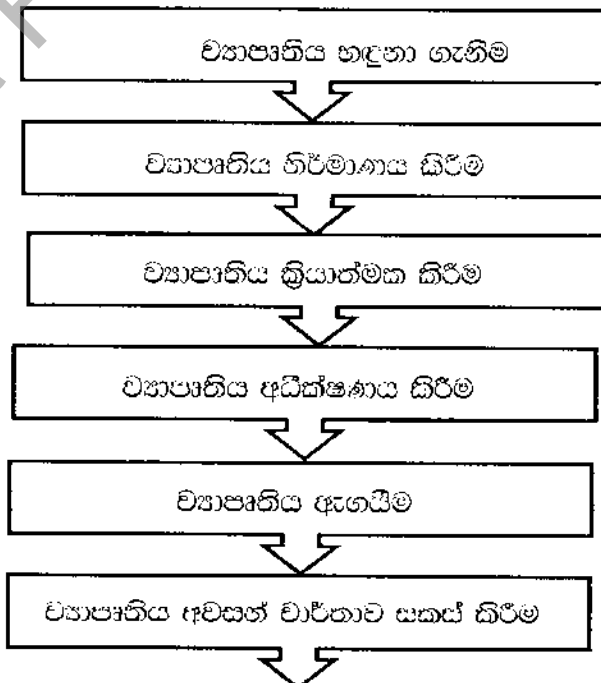 ව්‍යාපෘතිය හඳුනා ගැනීම
ව්‍යාපෘතිය නිර්මාණය කිරීම
ව්‍යාපෘතිය ක්‍රියාත්මක කිරීම
ව්‍යාපෘතිය අධීක්ෂණය කිරීම
ව්‍යාපෘතිය ඇගයීම
ව්‍යාපෘතිය අවසන් වාර්තාව සකස් කිරීම